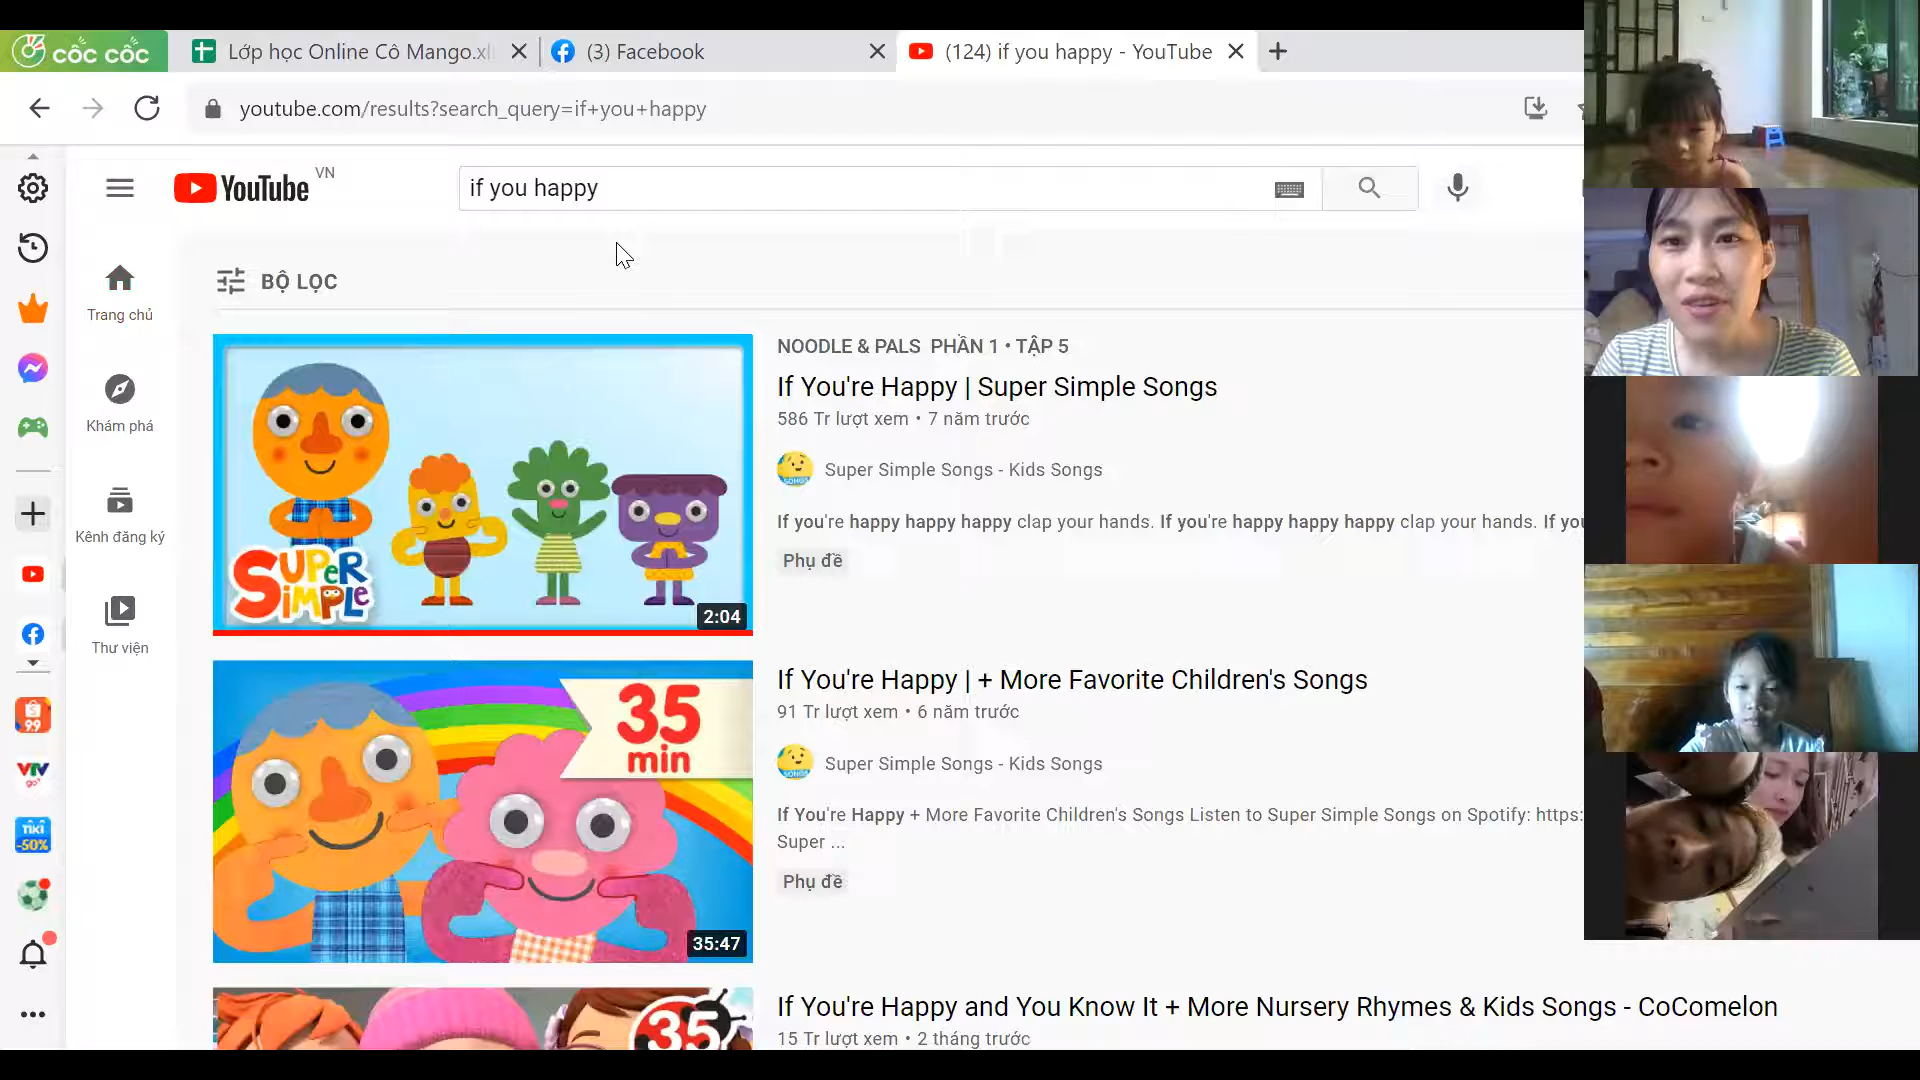 cốc cốc
Lớp học Online Cô Mango.xl
(3) Facebook
(124) if you happy - YouTube
youtube.com/results?search_query=if+you+happy
YouTube VN
if you happy
BỘ LỌC
Trang chủ
Khám phá
Kênh đăng ký
Thư viện
SUPER
SIMPLE
2:04
NOODLE & PALS PHẦN 1 • TẬP 5
If You're Happy | Super Simple Songs
586 Tr lượt xem • 7 năm trước
Super Simple Songs - Kids Songs
If you're happy happy happy clap your hands. If you're happy happy happy clap your hands. If you
Phụ đề
35
min
35:47
If You're Happy | + More Favorite Children's Songs
91 Tr lượt xem • 6 năm trước
Super Simple Songs - Kids Songs
If You're Happy + More Favorite Children's Songs Listen to Super Simple Songs on Spotify: https:
Super ...
Phụ đề
35
If You're Happy and You Know It + More Nursery Rhymes & Kids Songs - CoComelon
15 Tr lượt xem • 2 tháng trước
9.9
VTV
go
TIKI
-50%